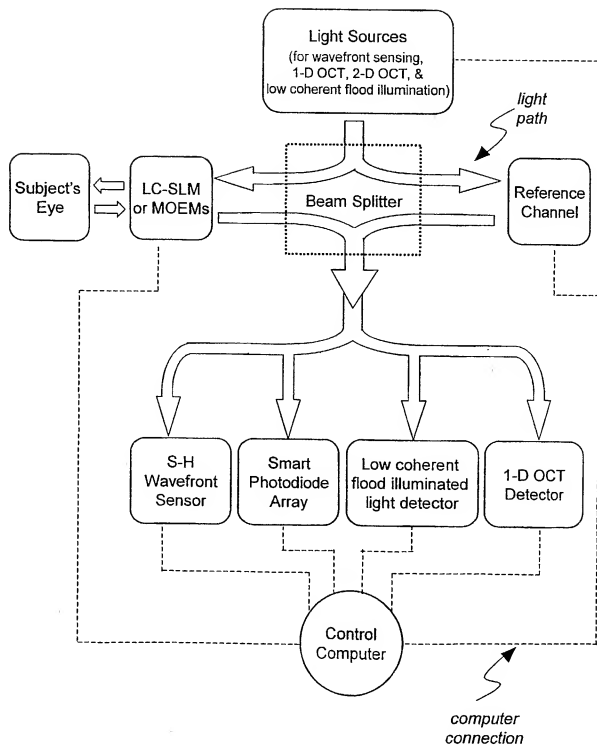 Light Sources
(for wavefront sensing,
1-D OCT, 2-D OCT, &
low coherent flood illumination)
light
path
Subject's
Eye
LC-SLM
or MOEMs
Beam Splitter
Reference
Channel
S-H
Wavefront
Sensor
Smart
Photodiode
Array
Low coherent
flood illuminated
light detector
1-D OCT
Detector
Control
Computer
computer
connection